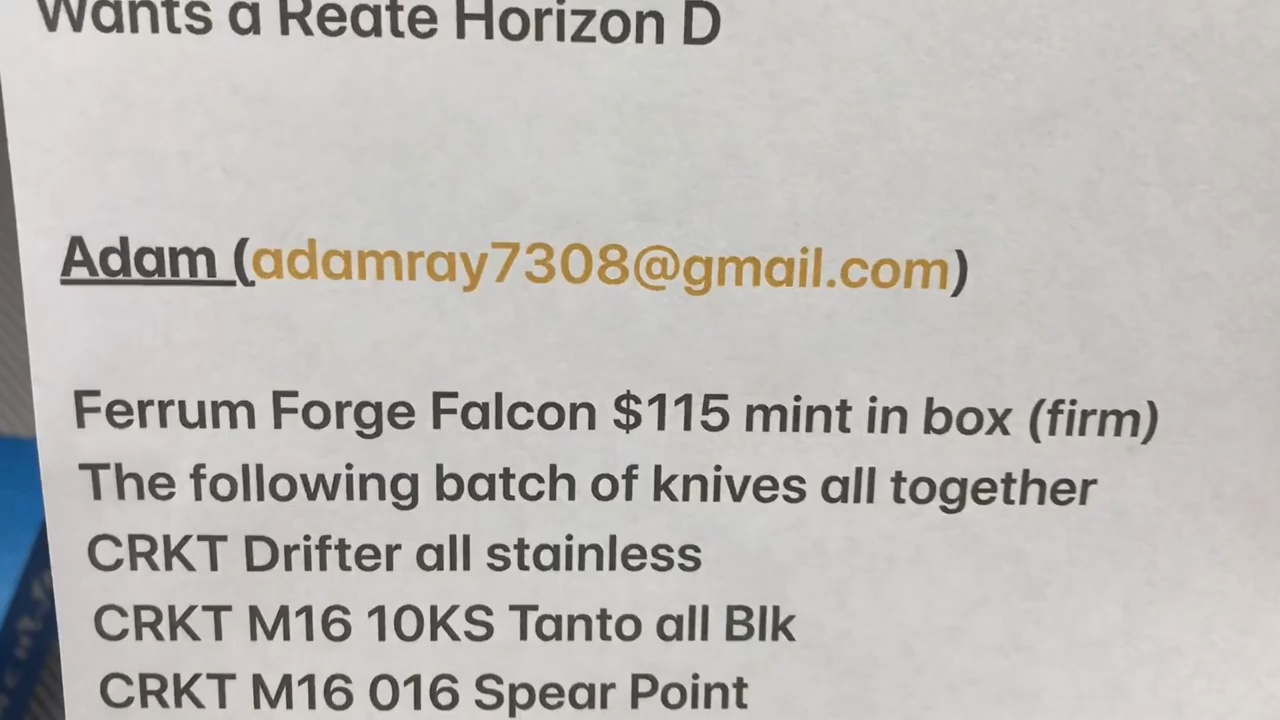 Wants a Reate Horizon D
Adam (adamray7308@gmail.com)
Ferrum Forge Falcon $115 mint in box (firm)
The following batch of knives all together
CRKT Drifter all stainless
CRKT M16 10KS Tanto all Blk
CRKT M16 016 Spear Point